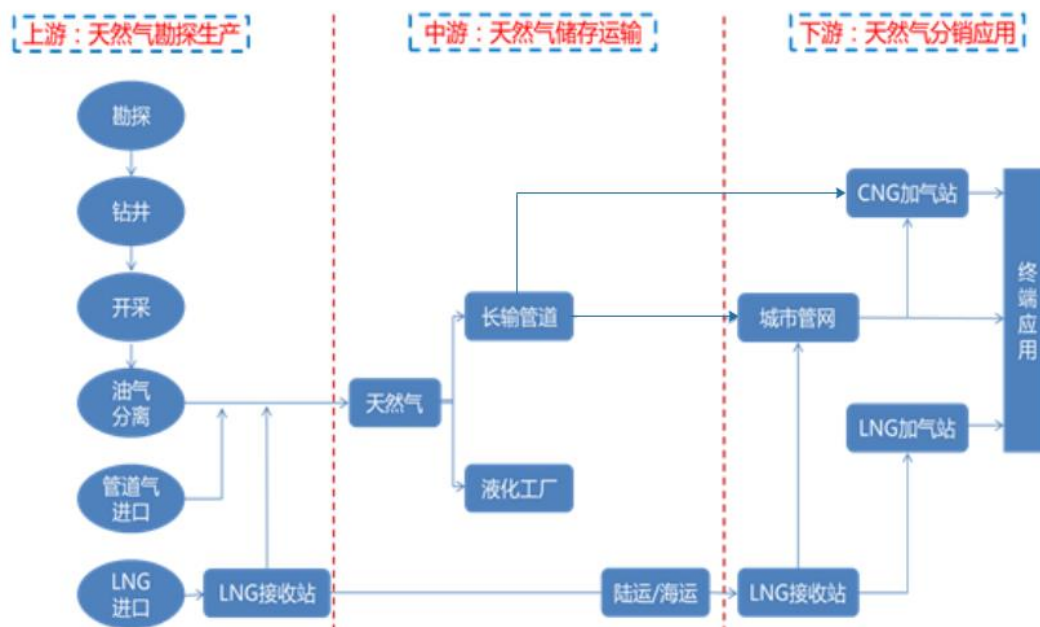 上游：天然气勘探生产
中游：天然气储存运输
下游：天然气分销应用
勘探
钻井
开采
油气
分离
管道气
进口
LNG
进口
LNG接收站
天然气
长输管道
液化工厂
陆运/海运
CNG加气站
城市管网
LNG加气站
LNG接收站
终
端
应
用